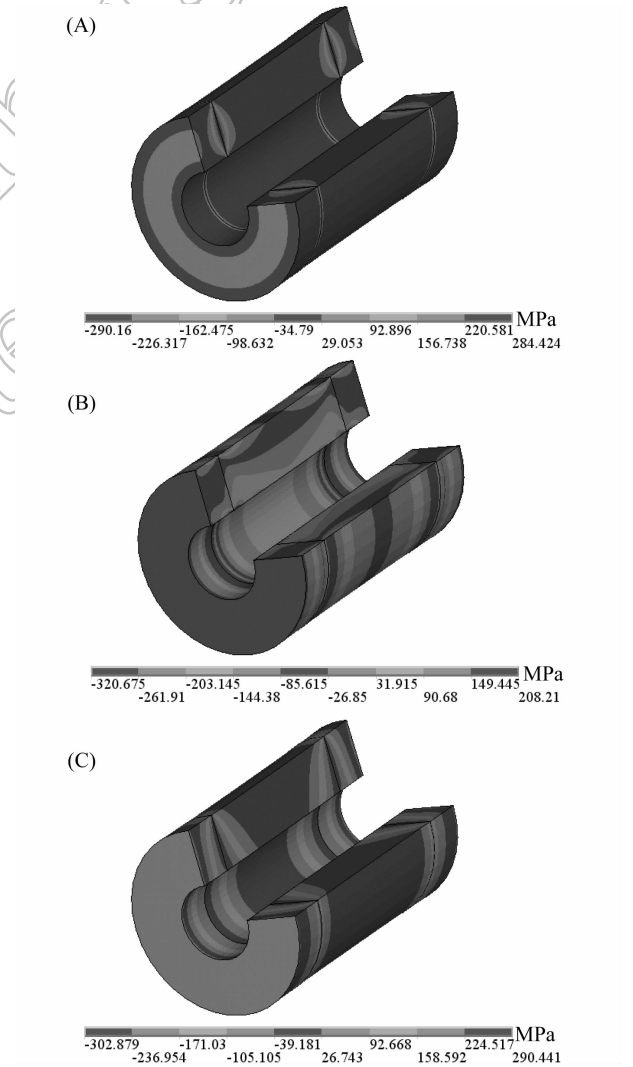 (A)
-290.16 -162.475 -34.79 92.896 220.581 MPa
-226.317 -98.632 29.053 156.738 284.424
(B)
-320.675 -203.145 -85.615 31.915 149.445 MPa
-261.91 -144.38 -26.85 90.68 208.21
(C)
-302.879 -171.03 -39.181 92.668 224.517 MPa
-236.954 -105.105 26.743 158.592 290.441